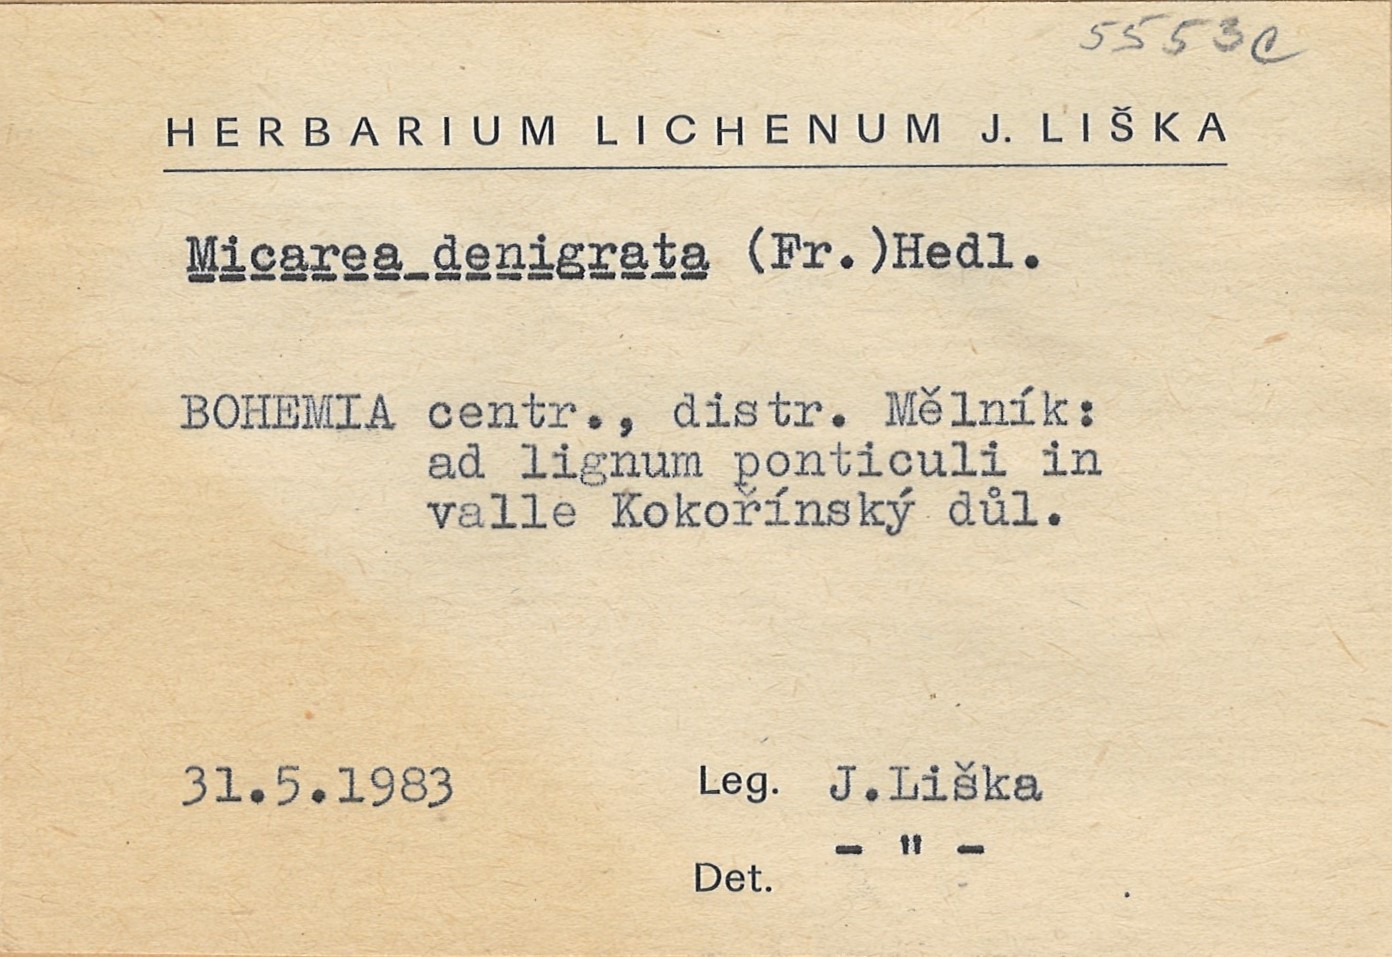 5553c
HERBARIUM LICHENUM J. LIŠKA
Micarea denigrata (Fr.)Hedl.
BOHEMIA centr., distr. Mělník:
ad lignum ponticuli in
valle Kokořínský důl.
31.5.1983 Leg. J.Liška
Det. - " -